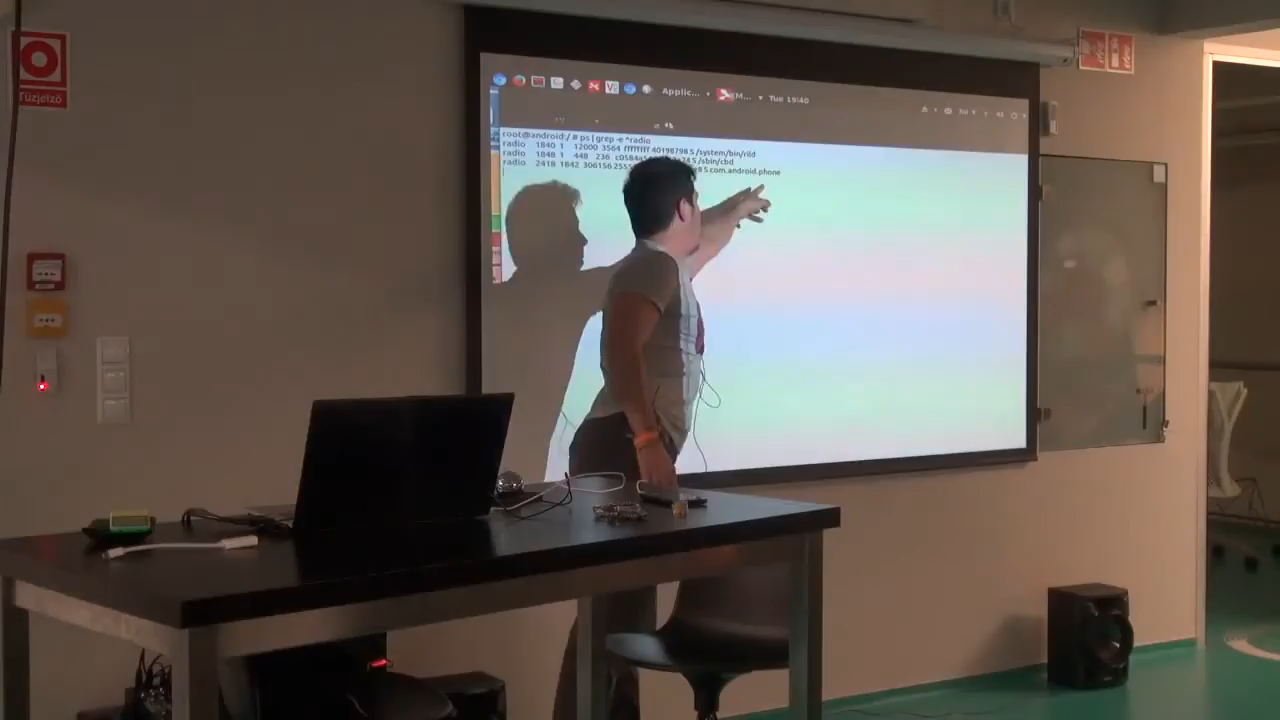 Tűzjelző
Applic... M... Tue 19:40
root@android:/ # ps|grep -e ^radio
radio 1840 1 12000 3564 ffffffff 40198798 S /system/bin/rild
radio 1848 1 448 236 S /sbin/cbd
radio 2418 1842 306156 S com.android.phone